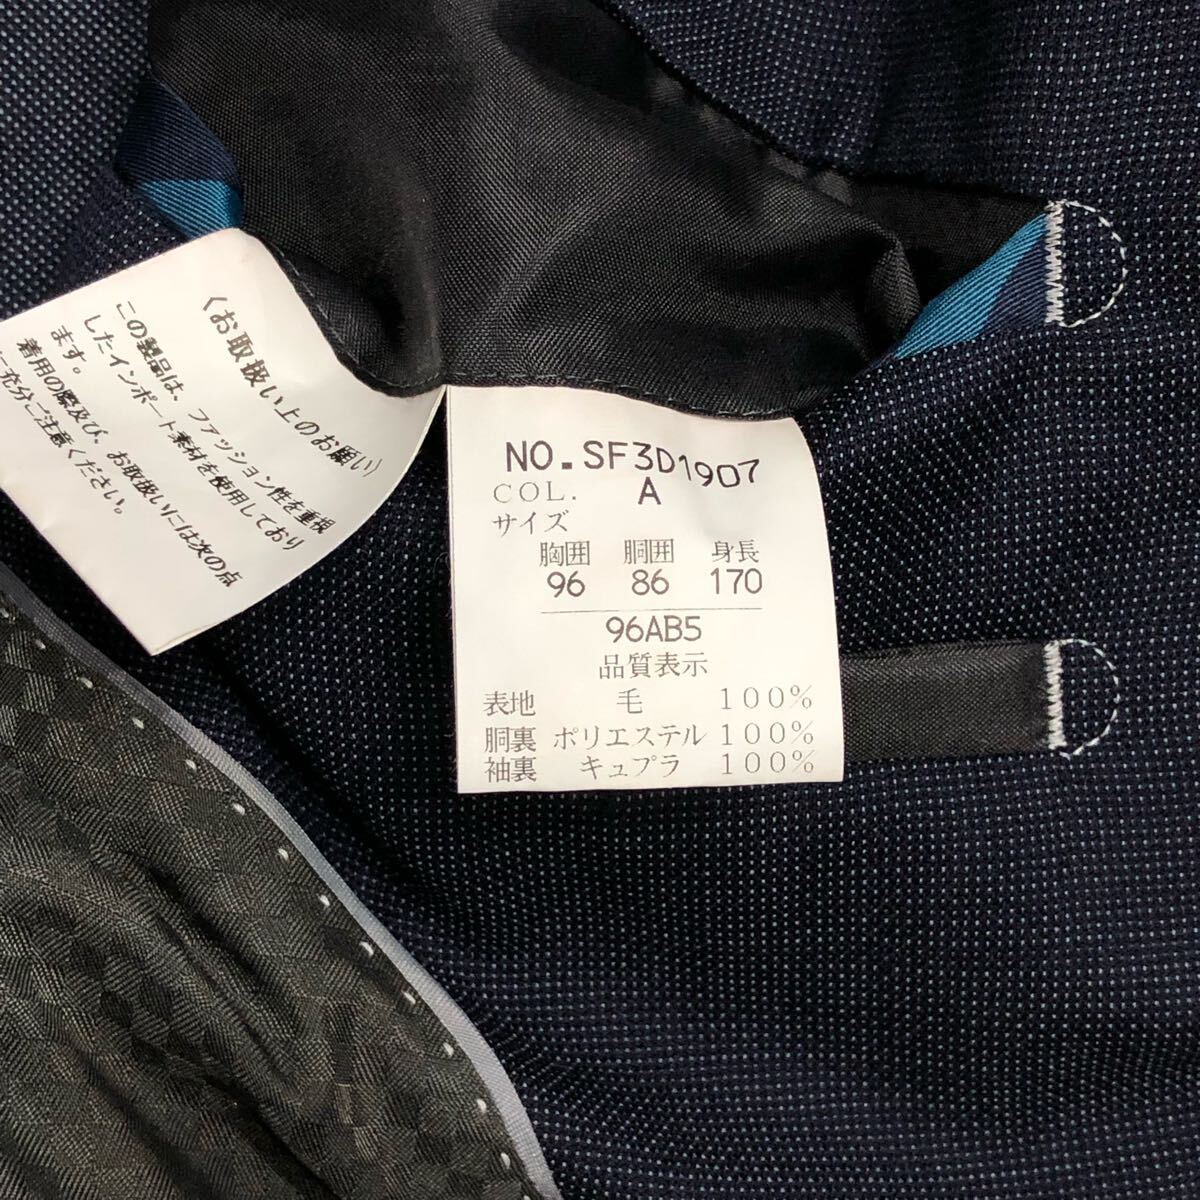 〈お取扱い上のお願い〉
この製品は、ファッション性を重視
したインポート素材を使用しており
ます。
着用の際及び、お取扱いには次の点
に充分ご注意ください。
NO.SF3D1907
COL. A
サイズ
胸囲 胴囲 身長
96 86 170
96AB5
品質表示
表地 毛 100%
胴裏 ポリエステル 100%
袖裏 キュプラ 100%